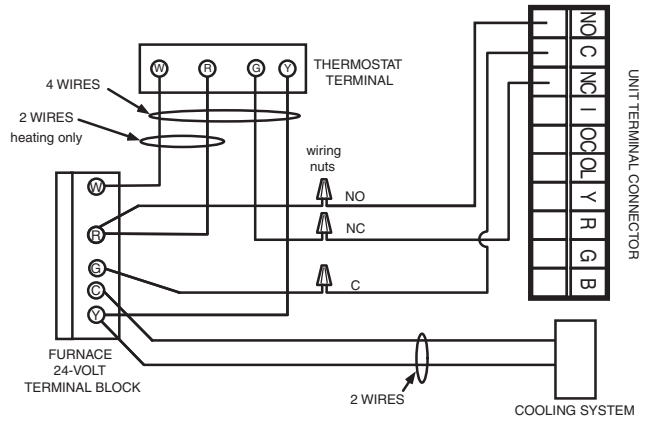 THERMOSTAT
TERMINAL
W
R
G
Y
4 WIRES
2 WIRES
heating only
wiring
nuts
NO
NC
C
W
R
G
C
Y
FURNACE
24-VOLT
TERMINAL BLOCK
NO
C
NC
I
OC
OL
Y
R
G
B
UNIT TERMINAL CONNECTOR
2 WIRES
COOLING SYSTEM